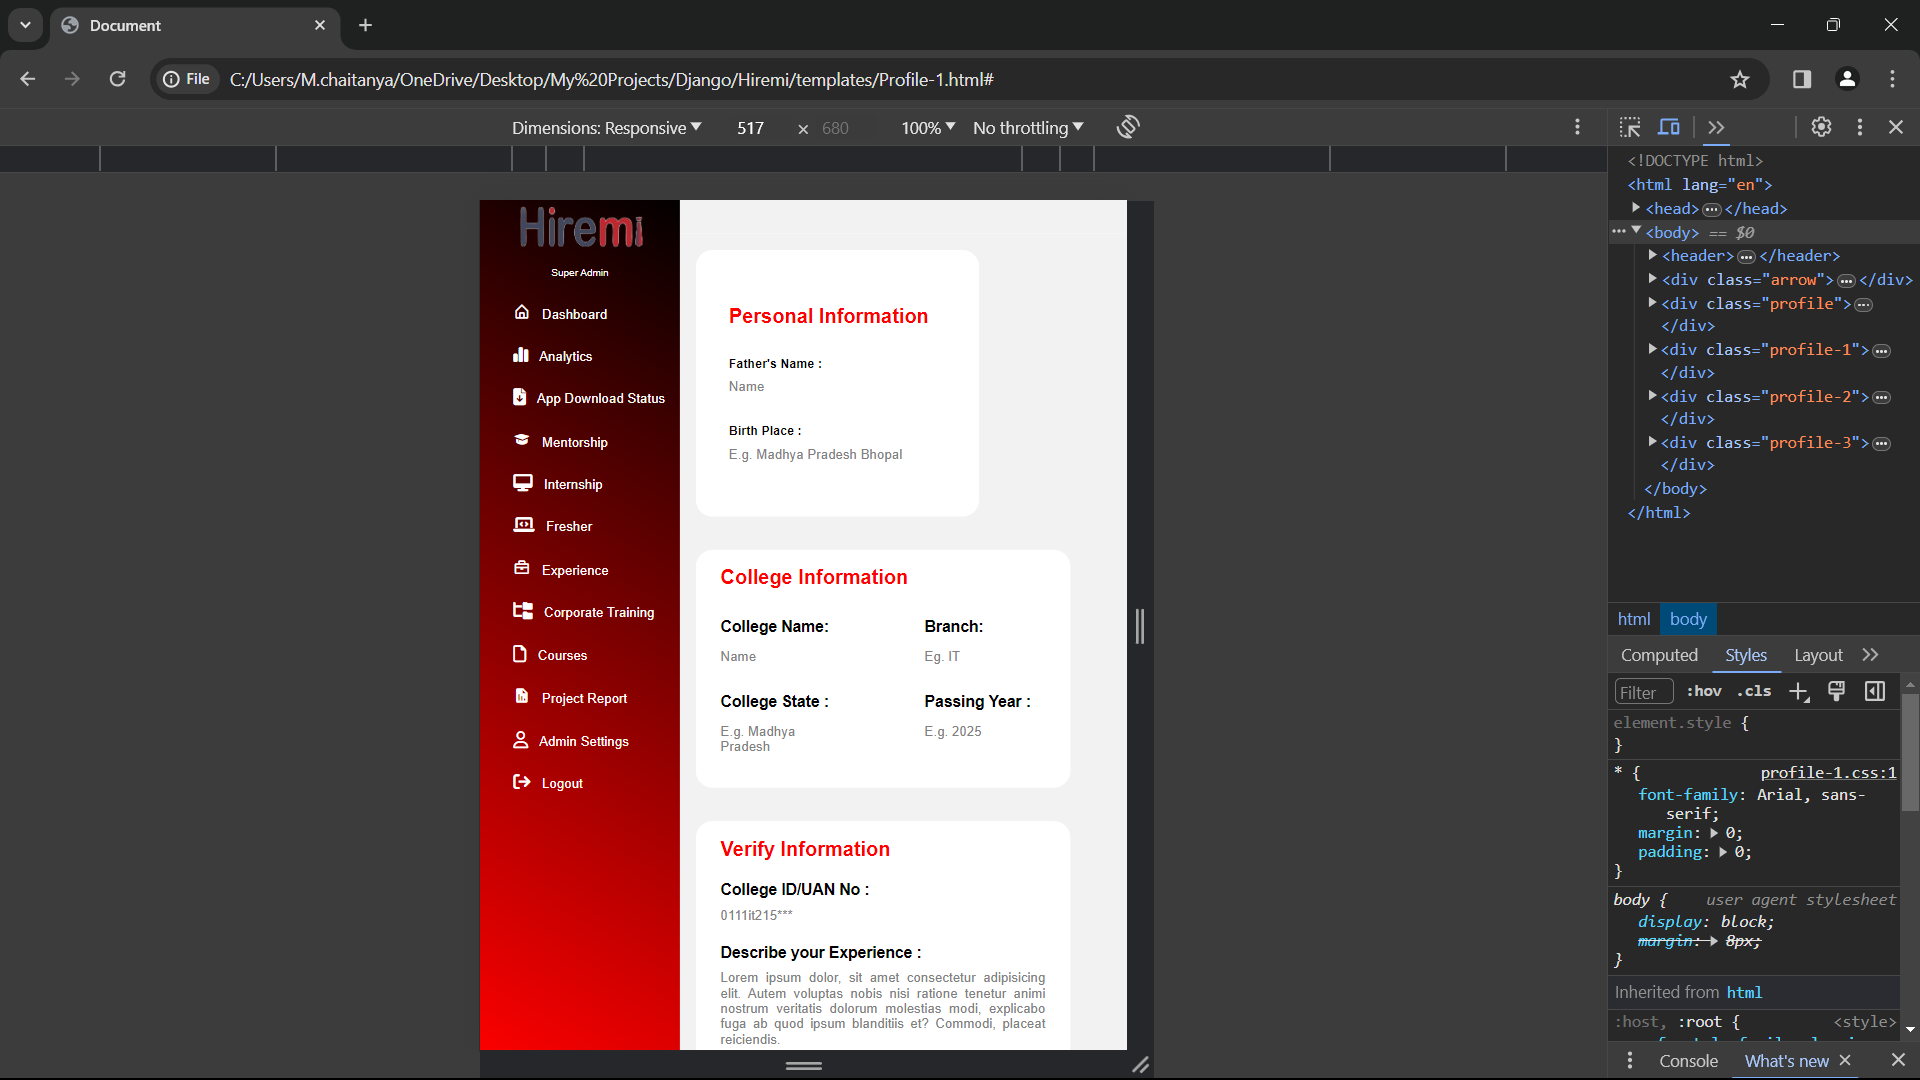 Document
File
C:/Users/M.chaitanya/OneDrive/Desktop/My%20Projects/Django/Hiremi/templates/Profile-1.html#
Dimensions: Responsive
517 × 680
100%
No throttling
Hiremi
Super Admin
Dashboard
Analytics
App Download Status
Mentorship
Internship
Fresher
Experience
Corporate Training
Courses
Project Report
Admin Settings
Logout
Personal Information
Father's Name :
Name
Birth Place :
E.g. Madhya Pradesh Bhopal
College Information
College Name: Branch:
Name Eg. IT
College State : Passing Year :
E.g. Madhya E.g. 2025
Pradesh
Verify Information
College ID/UAN No :
0111it215***
Describe your Experience :
Lorem ipsum dolor, sit amet consectetur adipisicing
elit. Autem voluptas nobis nisi ratione tenetur animi
nostrum veritatis dolorum molestias modi, explicabo
fuga ab quod ipsum blanditiis et? Commodi, placeat
reiciendis.
<!DOCTYPE html>
<html lang="en">
<head>…</head>
<body> == $0
<header>…</header>
<div class="arrow">…</div>
<div class="profile">…
</div>
<div class="profile-1">…
</div>
<div class="profile-2">…
</div>
<div class="profile-3">…
</div>
</body>
</html>
html body
Computed Styles Layout
Filter :hov .cls
element.style {
}
* { profile-1.css:1
font-family: Arial, sans-
serif;
margin: 0;
padding: 0;
}
body { user agent stylesheet
display: block;
margin: 8px;
}
Inherited from html
:host, :root { <style>
Console What's new